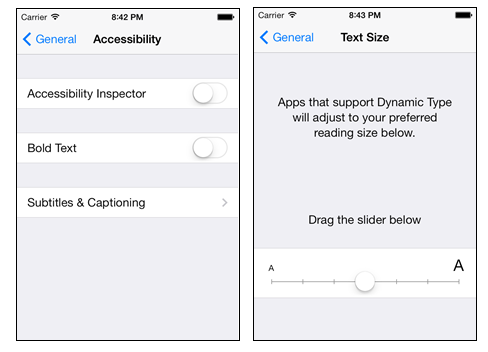 Carrier 8:42 PM
General Accessibility
Accessibility Inspector
Bold Text
Subtitles & Captioning
Carrier 8:43 PM
General Text Size
Apps that support Dynamic Type
will adjust to your preferred
reading size below.
Drag the slider below
A A